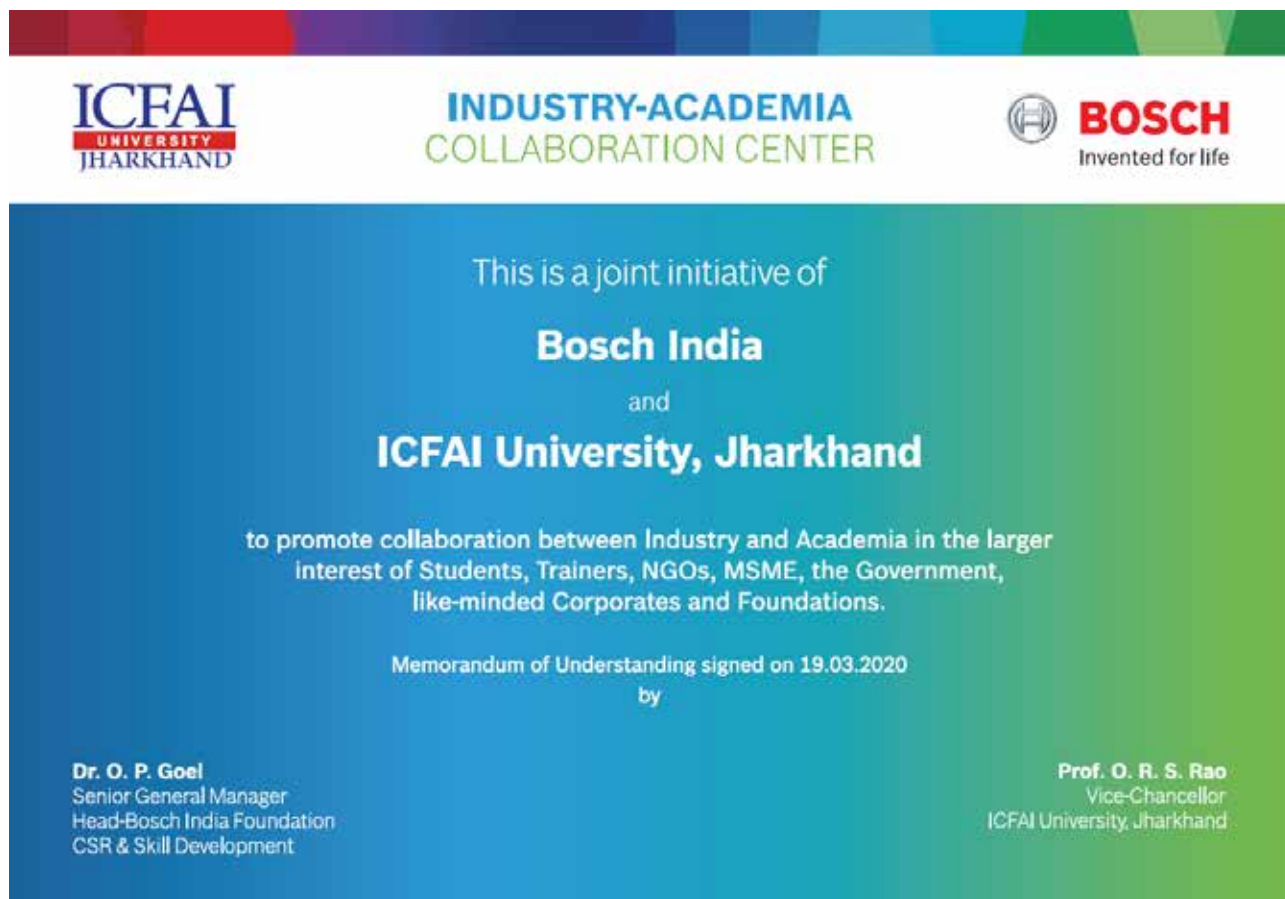 ICFAI
UNIVERSITY
JHARKHAND
INDUSTRY-ACADEMIA
COLLABORATION CENTER
BOSCH
Invented for life
This is a joint initiative of
Bosch India
and
ICFAI University, Jharkhand
to promote collaboration between Industry and Academia in the larger
interest of Students, Trainers, NGOs, MSME, the Government,
like-minded Corporates and Foundations.
Memorandum of Understanding signed on 19.03.2020
by
Dr. O. P. Goel
Senior General Manager
Head-Bosch India Foundation
CSR & Skill Development
Prof. O. R. S. Rao
Vice-Chancellor
ICFAI University, Jharkhand